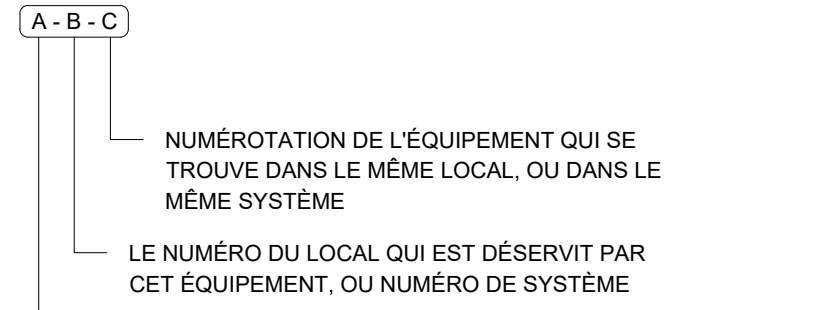 A - B - C
NUMÉROTATION DE L'ÉQUIPEMENT QUI SE
TROUVE DANS LE MÊME LOCAL, OU DANS LE
MÊME SYSTÈME
LE NUMÉRO DU LOCAL QUI EST DÉSERVIT PAR
CET ÉQUIPEMENT, OU NUMÉRO DE SYSTÈME